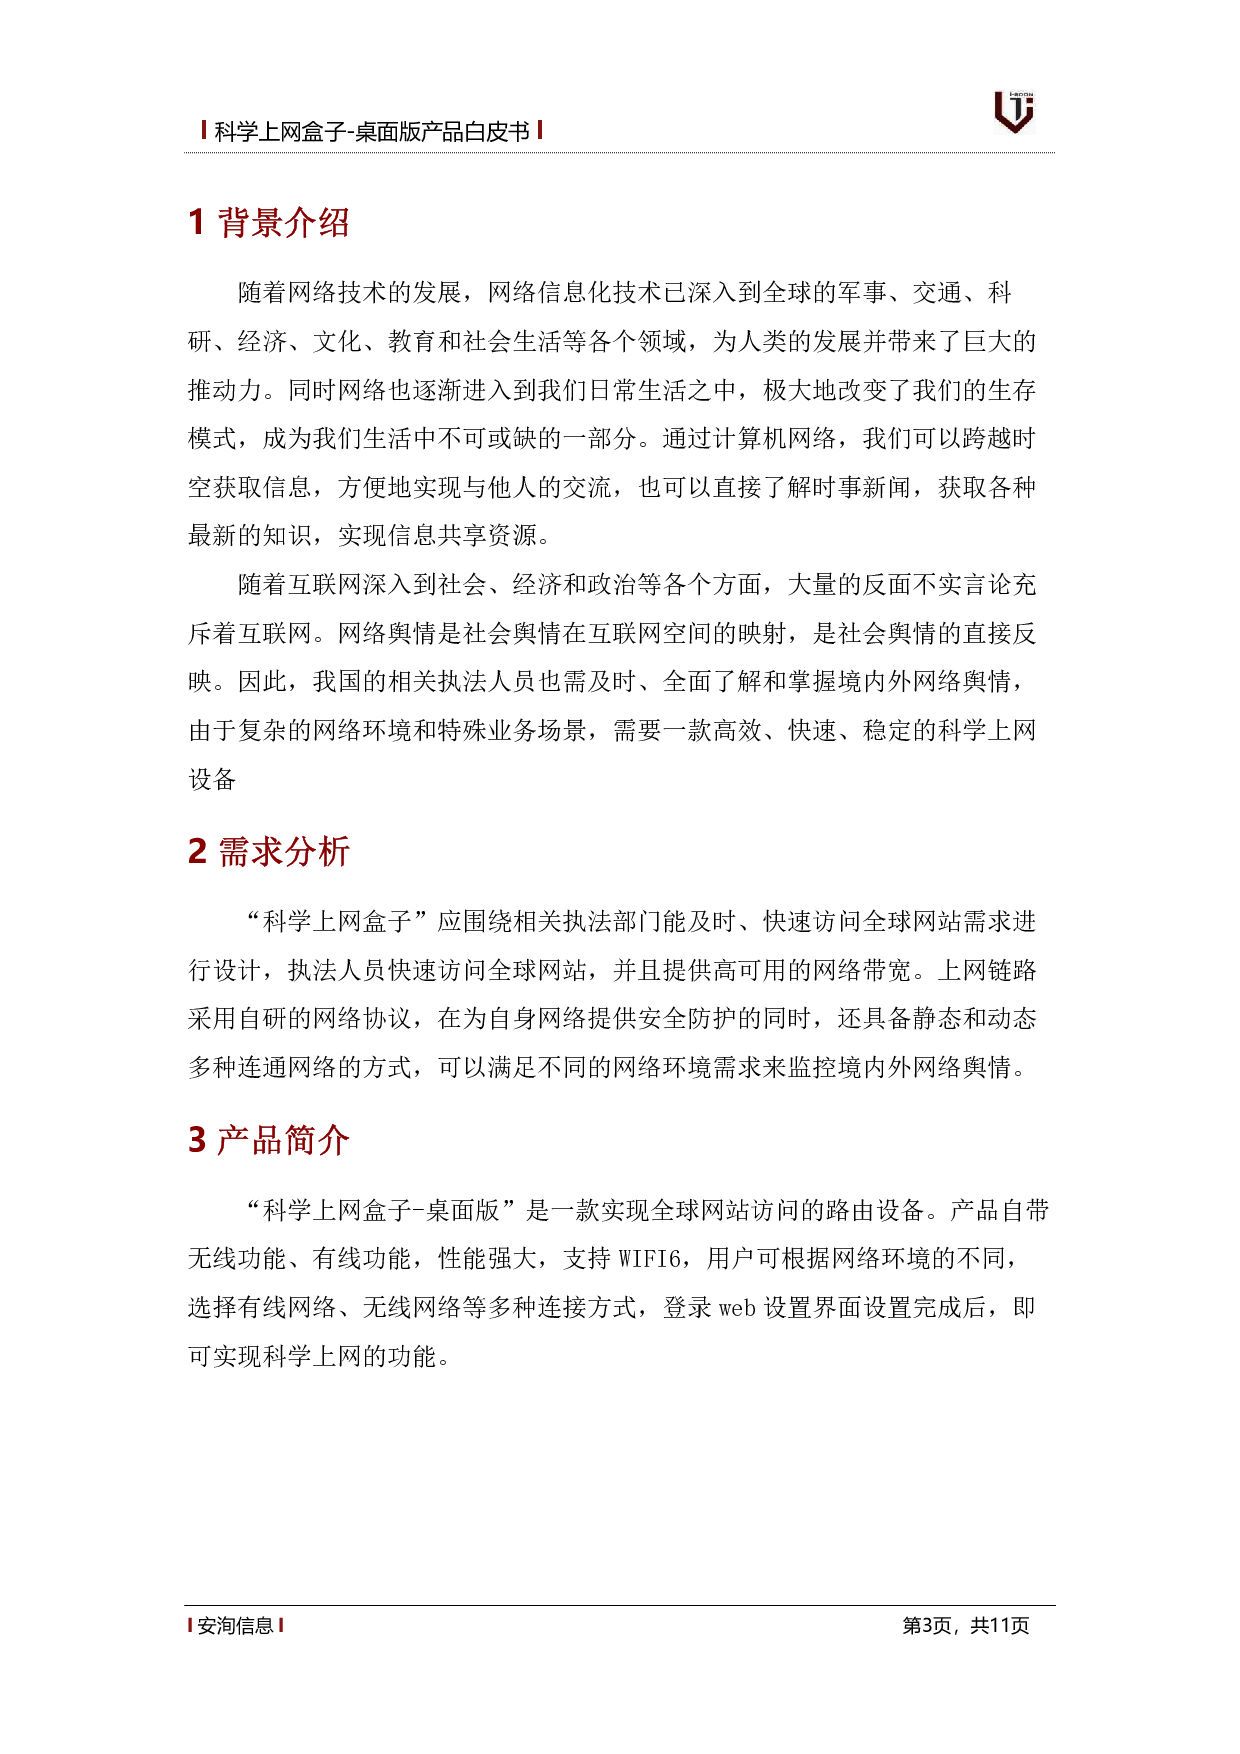 科学上网盒子-桌面版产品白皮书
i-SOON
1 背景介绍
随着网络技术的发展，网络信息化技术已深入到全球的军事、交通、科
研、经济、文化、教育和社会生活等各个领域，为人类的发展并带来了巨大的
推动力。同时网络也逐渐进入到我们日常生活之中，极大地改变了我们的生存
模式，成为我们生活中不可或缺的一部分。通过计算机网络，我们可以跨越时
空获取信息，方便地实现与他人的交流，也可以直接了解时事新闻，获取各种
最新的知识，实现信息共享资源。
随着互联网深入到社会、经济和政治等各个方面，大量的反面不实言论充
斥着互联网。网络舆情是社会舆情在互联网空间的映射，是社会舆情的直接反
映。因此，我国的相关执法人员也需及时、全面了解和掌握境内外网络舆情，
由于复杂的网络环境和特殊业务场景，需要一款高效、快速、稳定的科学上网
设备
2 需求分析
“科学上网盒子”应围绕相关执法部门能及时、快速访问全球网站需求进
行设计，执法人员快速访问全球网站，并且提供高可用的网络带宽。上网链路
采用自研的网络协议，在为自身网络提供安全防护的同时，还具备静态和动态
多种连通网络的方式，可以满足不同的网络环境需求来监控境内外网络舆情。
3 产品简介
“科学上网盒子-桌面版”是一款实现全球网站访问的路由设备。产品自带
无线功能、有线功能，性能强大，支持 WIFI6，用户可根据网络环境的不同，
选择有线网络、无线网络等多种连接方式，登录 web 设置界面设置完成后，即
可实现科学上网的功能。
安洵信息
第3页，共11页